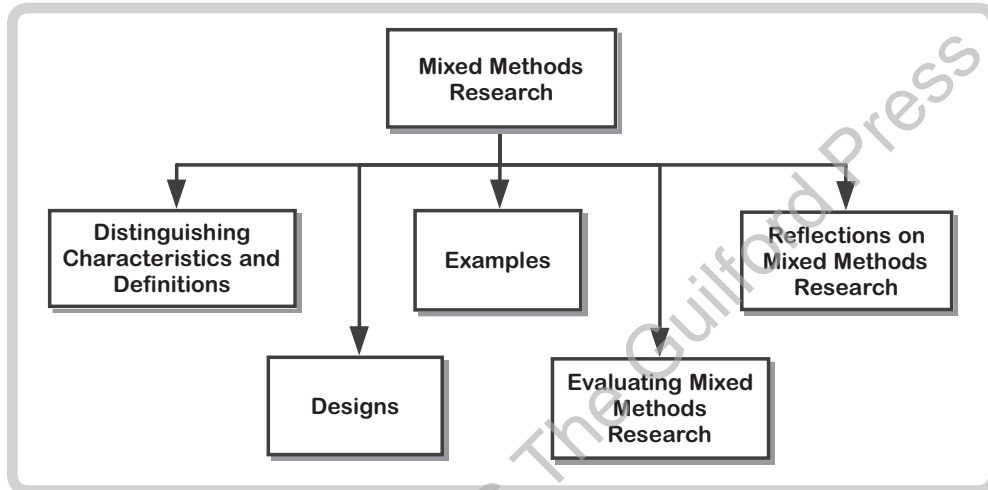 Mixed Methods
Research
Distinguishing
Characteristics and
Definitions
Examples
Reflections on
Mixed Methods
Research
Designs
Evaluating Mixed
Methods
Research
The Guilford Press